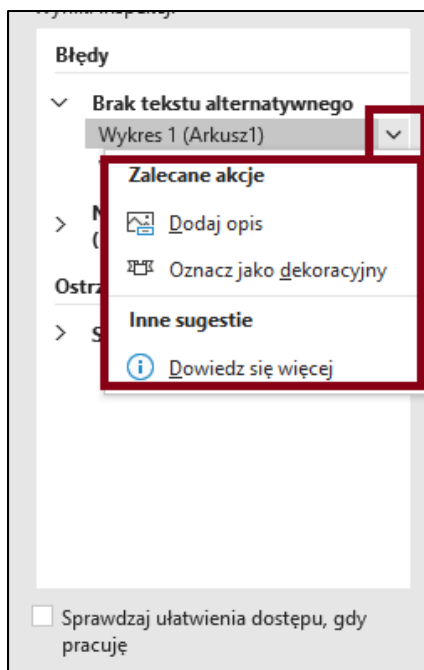 Błędy
Brak tekstu alternatywnego
Wykres 1 (Arkusz1)
Zalecane akcje
Dodaj opis
Oznacz jako dekoracyjny
Inne sugestie
Dowiedz się więcej
Sprawdzaj ułatwienia dostępu, gdy
pracuję